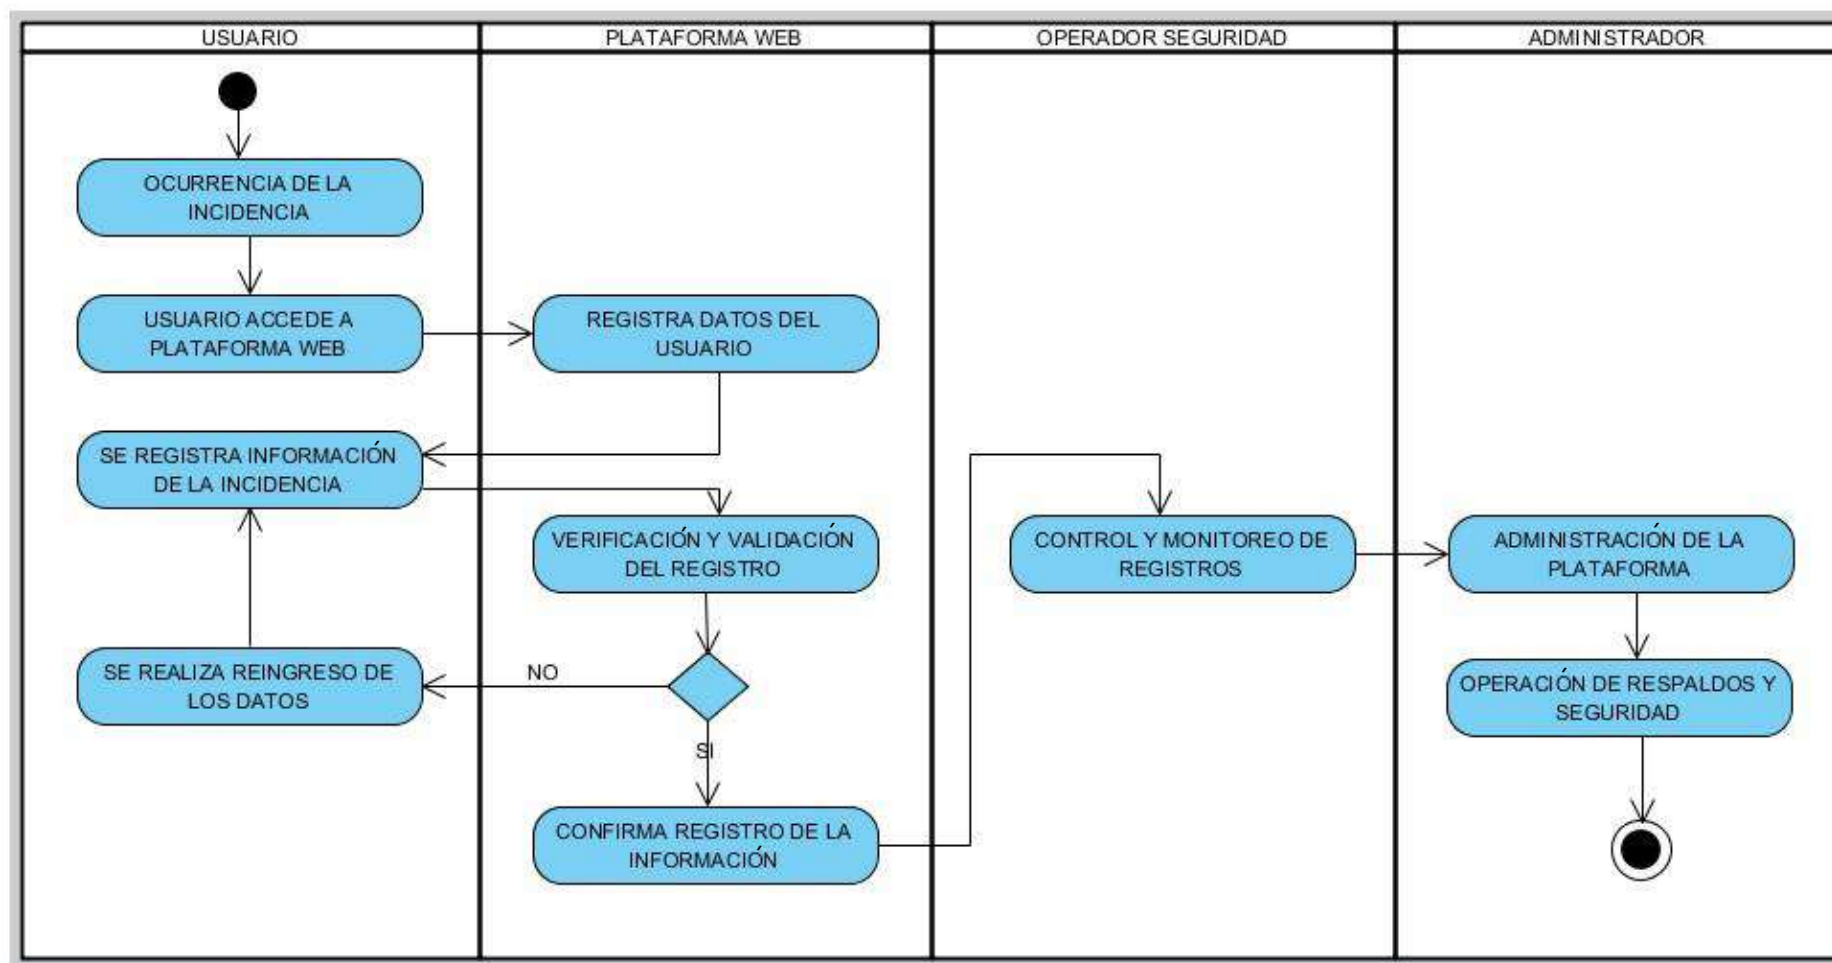 USUARIO
PLATAFORMA WEB
OPERADOR SEGURIDAD
ADMINISTRADOR
OCURRENCIA DE LA
INCIDENCIA
USUARIO ACCEDE A
PLATAFORMA WEB
REGISTRA DATOS DEL
USUARIO
SE REGISTRA INFORMACIÓN
DE LA INCIDENCIA
VERIFICACIÓN Y VALIDACIÓN
DEL REGISTRO
CONTROL Y MONITOREO DE
REGISTROS
ADMINISTRACIÓN DE LA
PLATAFORMA
SE REALIZA REINGRESO DE
LOS DATOS
NO
OPERACIÓN DE RESPALDOS Y
SEGURIDAD
SI
CONFIRMA REGISTRO DE LA
INFORMACIÓN